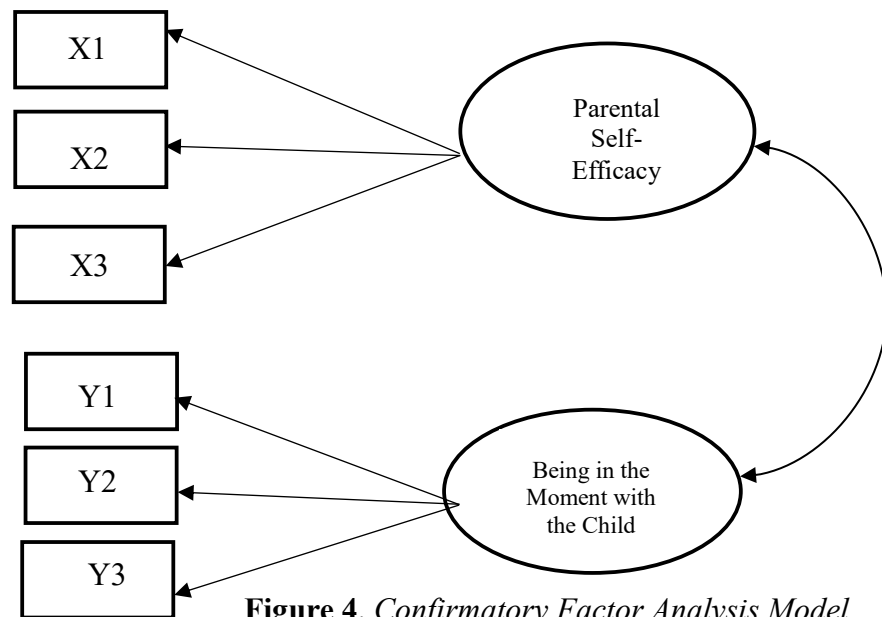 X1
X2
X3
Parental
Self-
Efficacy
Y1
Y2
Y3
Being in the
Moment with
the Child
Figure 4. Confirmatory Factor Analysis Model